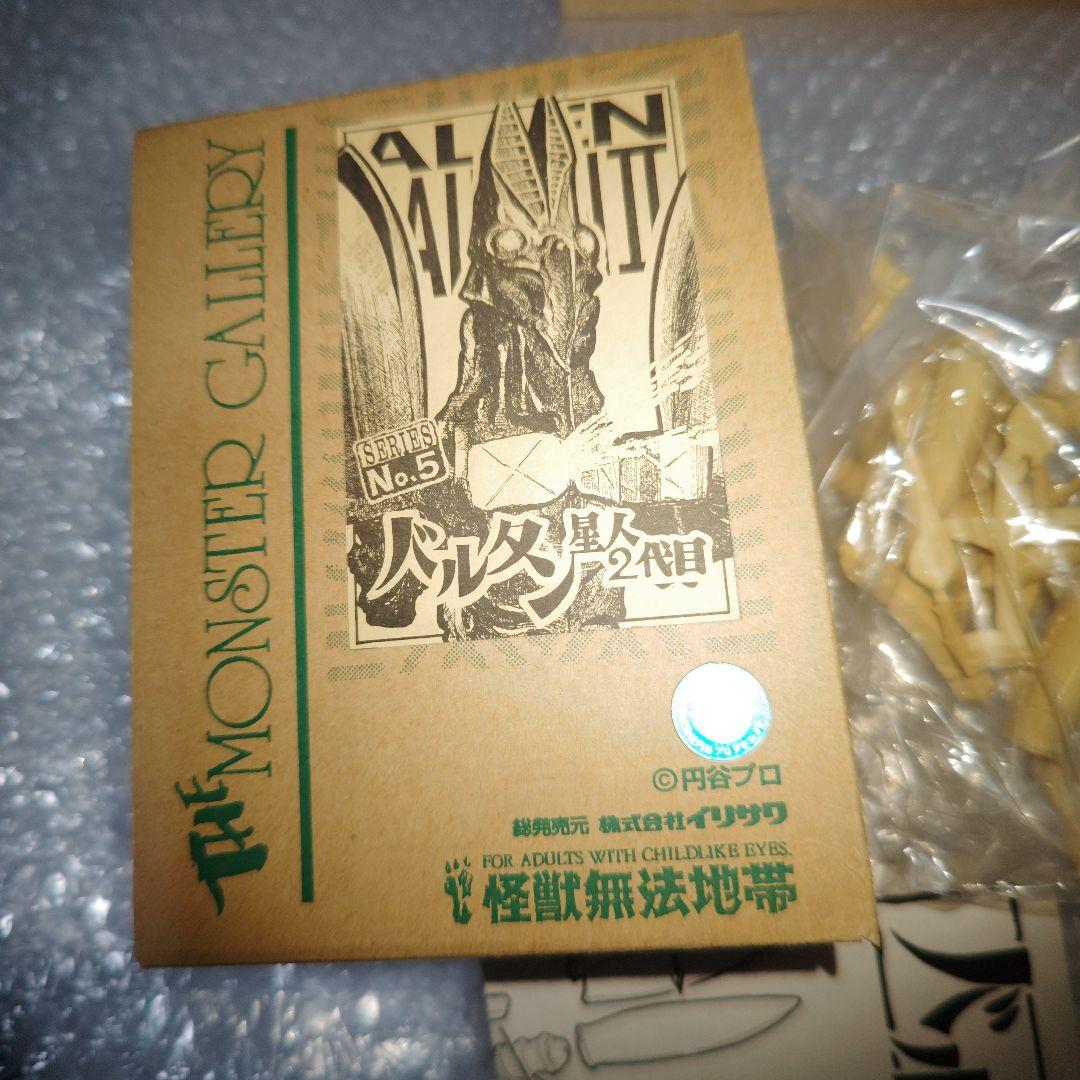 THE MONSTER GALLERY
ALIEN
SERIES
No.5
バルタン星人2代目
©円谷プロ
総発売元 株式会社イリサワ
FOR ADULTS WITH CHILDLIKE EYES.
怪獣無法地帯